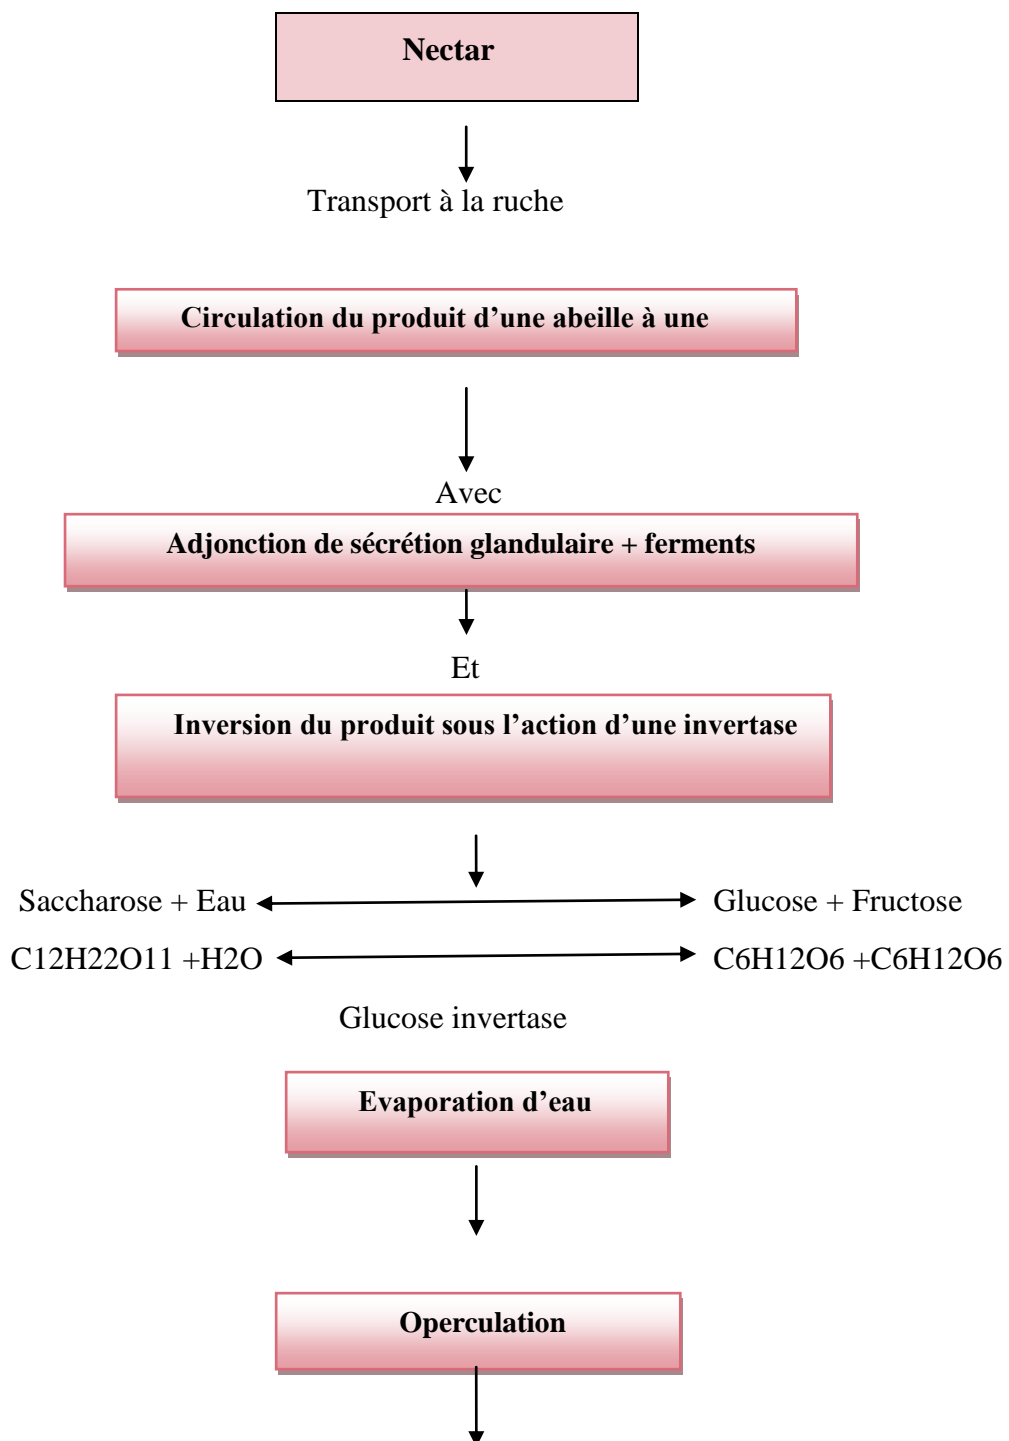 Nectar
Transport à la ruche
Circulation du produit d’une abeille à une
Avec
Adjonction de sécrétion glandulaire + ferments
Et
Inversion du produit sous l’action d’une invertase
Saccharose + Eau Glucose + Fructose
C12H22O11 +H2O C6H12O6 +C6H12O6
Glucose invertase
Evaporation d’eau
Operculation